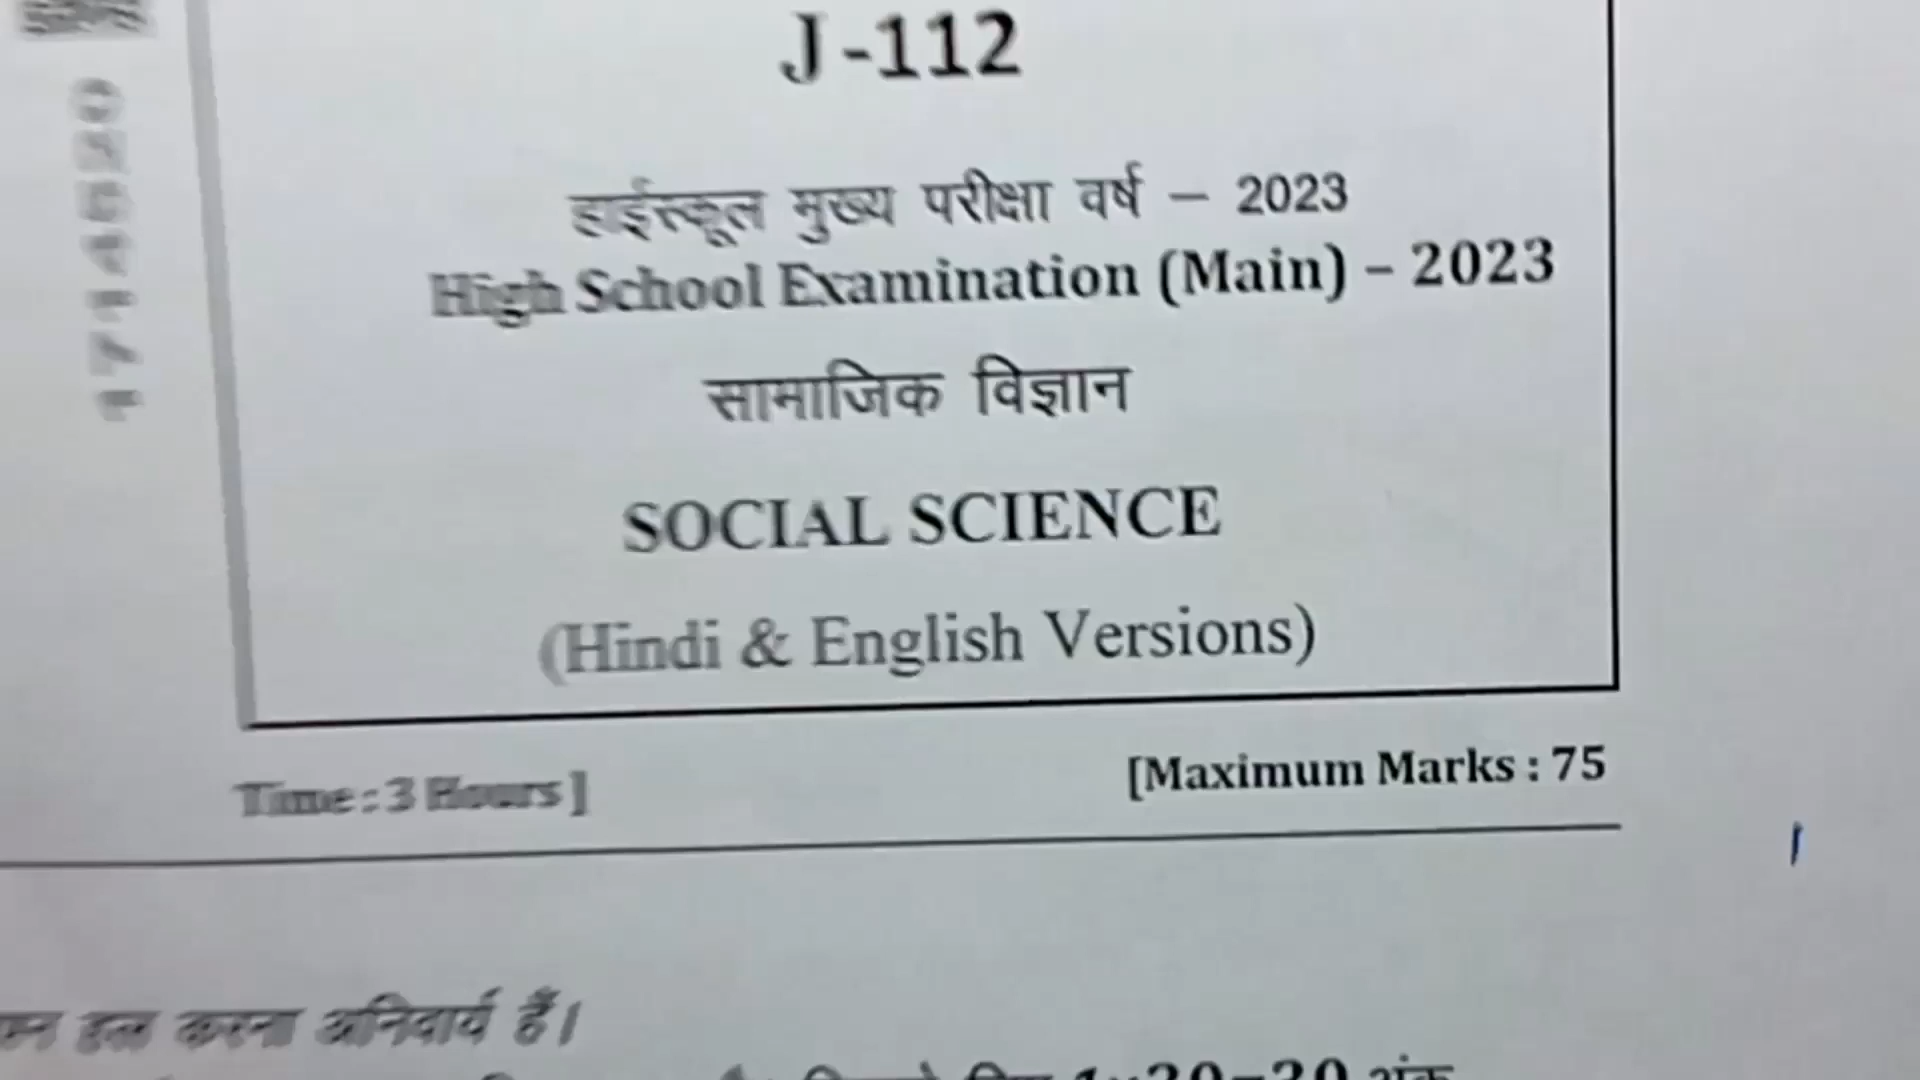 J-112
हाईस्कूल मुख्य परीक्षा वर्ष – 2023
High School Examination (Main) – 2023
सामाजिक विज्ञान
SOCIAL SCIENCE
(Hindi & English Versions)
Time : 3 Hours ]
[Maximum Marks : 75
हल करना अनिवार्य हैं।